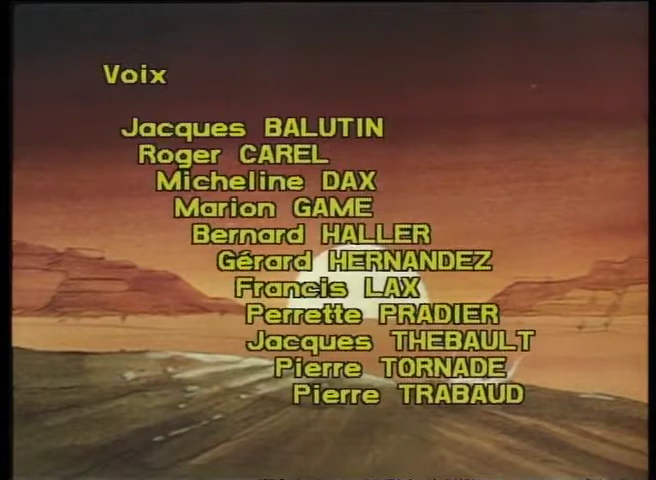 Voix
Jacques BALUTIN
Roger CAREL
Micheline DAX
Marion GAME
Bernard HALLER
Gérard HERNANDEZ
Francis LAX
Perrette PRADIER
Jacques THEBAULT
Pierre TORNADE
Pierre TRABAUD